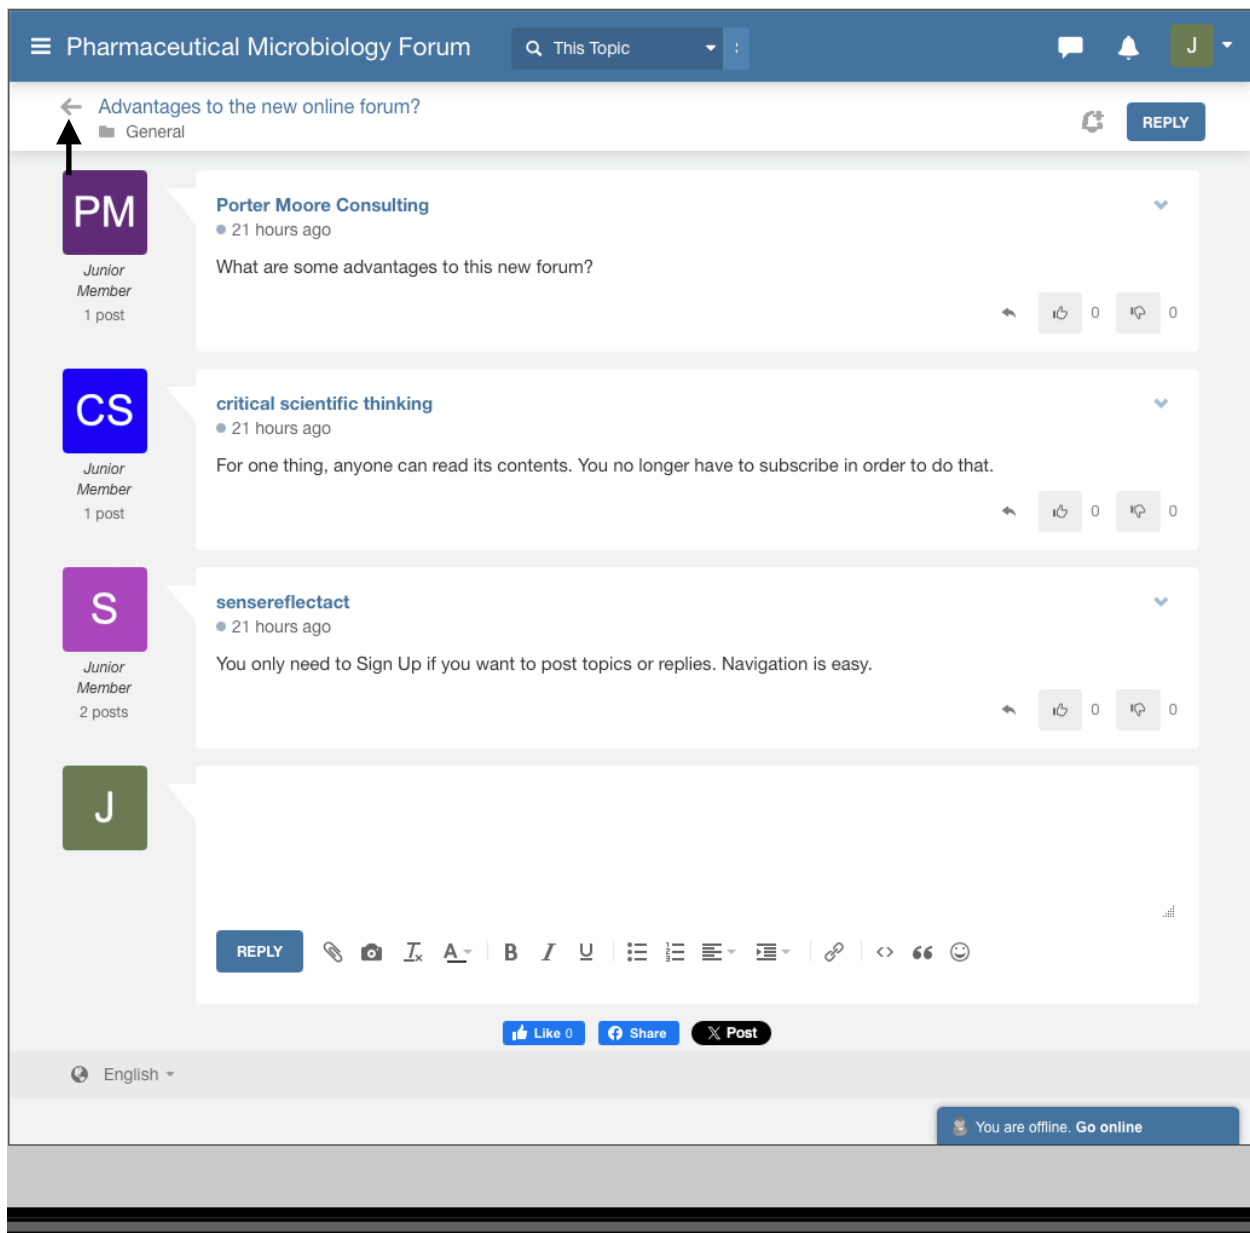 Pharmaceutical Microbiology Forum
This Topic
J
Advantages to the new online forum?
General
REPLY
PM
Junior
Member
1 post
Porter Moore Consulting
21 hours ago
What are some advantages to this new forum?
0
0
CS
Junior
Member
1 post
critical scientific thinking
21 hours ago
For one thing, anyone can read its contents. You no longer have to subscribe in order to do that.
0
0
S
Junior
Member
2 posts
sensereflectact
21 hours ago
You only need to Sign Up if you want to post topics or replies. Navigation is easy.
0
0
J
REPLY
Like 0
Share
X Post
English
You are offline. Go online